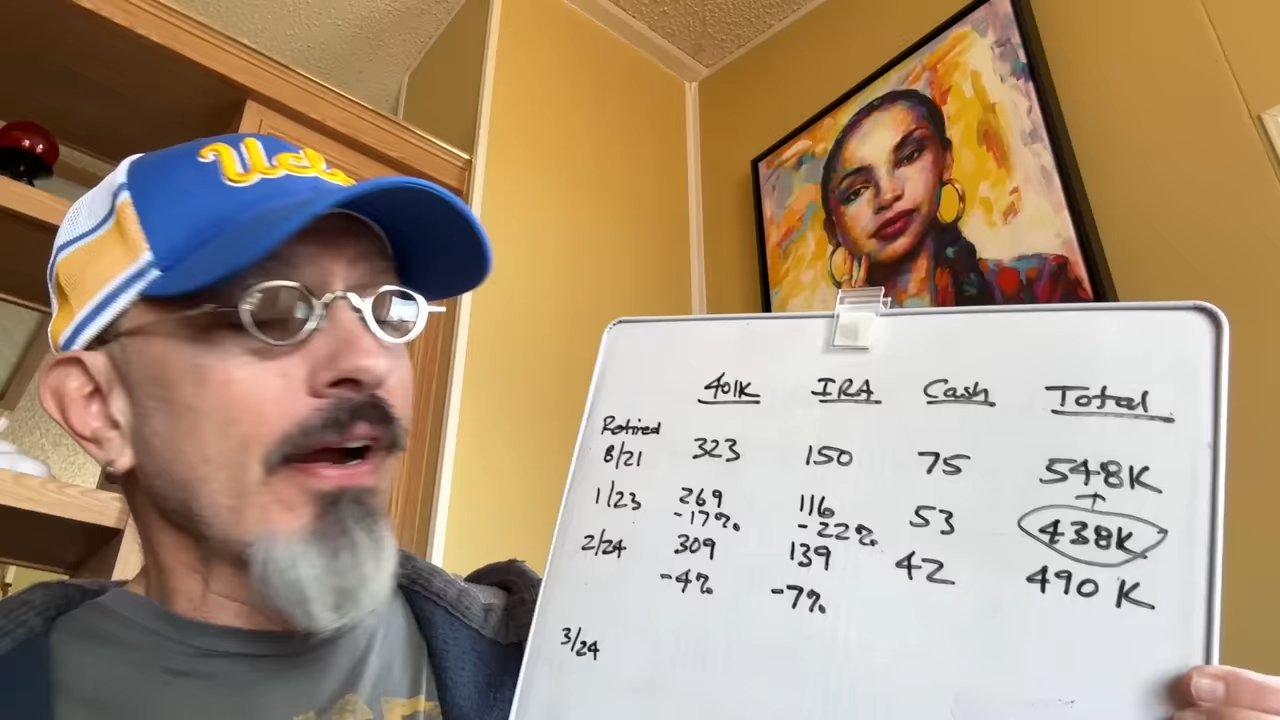 Ucla
401K IRA Cash Total
Retired
8/21 323 150 75 548K
1/23 269 116 53 438K
-17% -22%
2/24 309 139 42 490K
-4% -7%
3/24